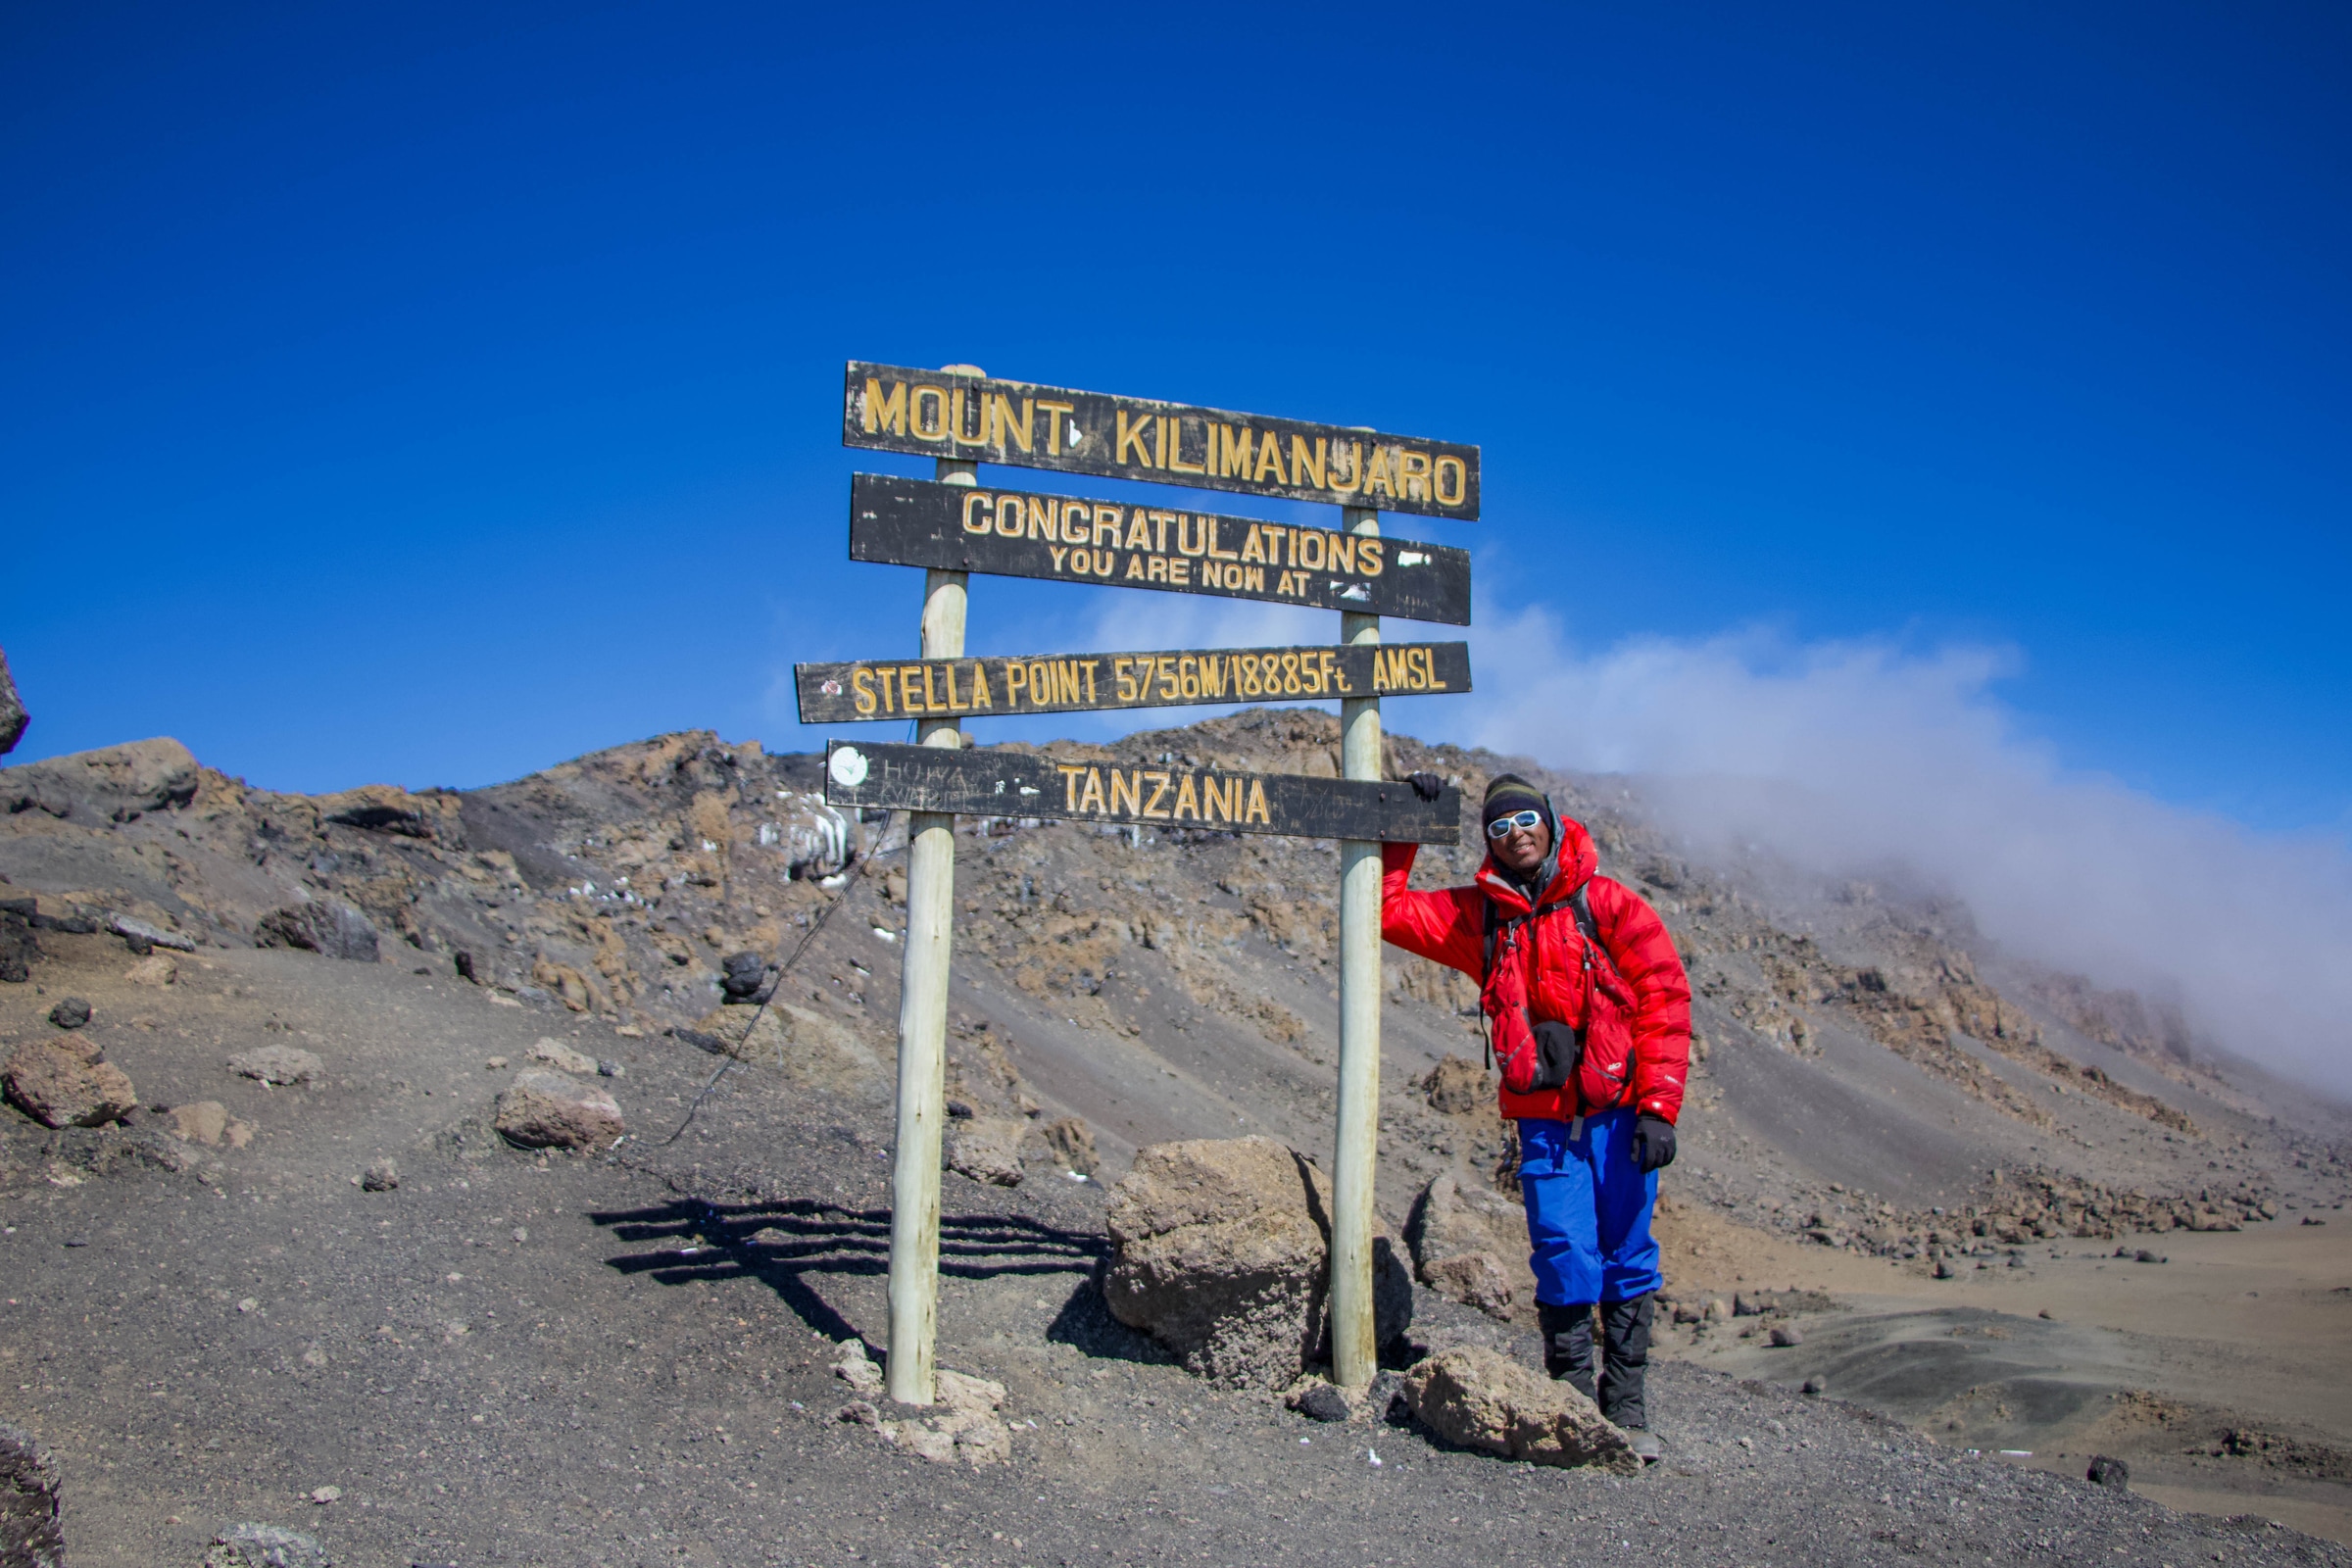 MOUNT KILIMANJARO
CONGRATULATIONS
YOU ARE NOW AT
STELLA POINT 5756M/18885Ft AMSL
TANZANIA